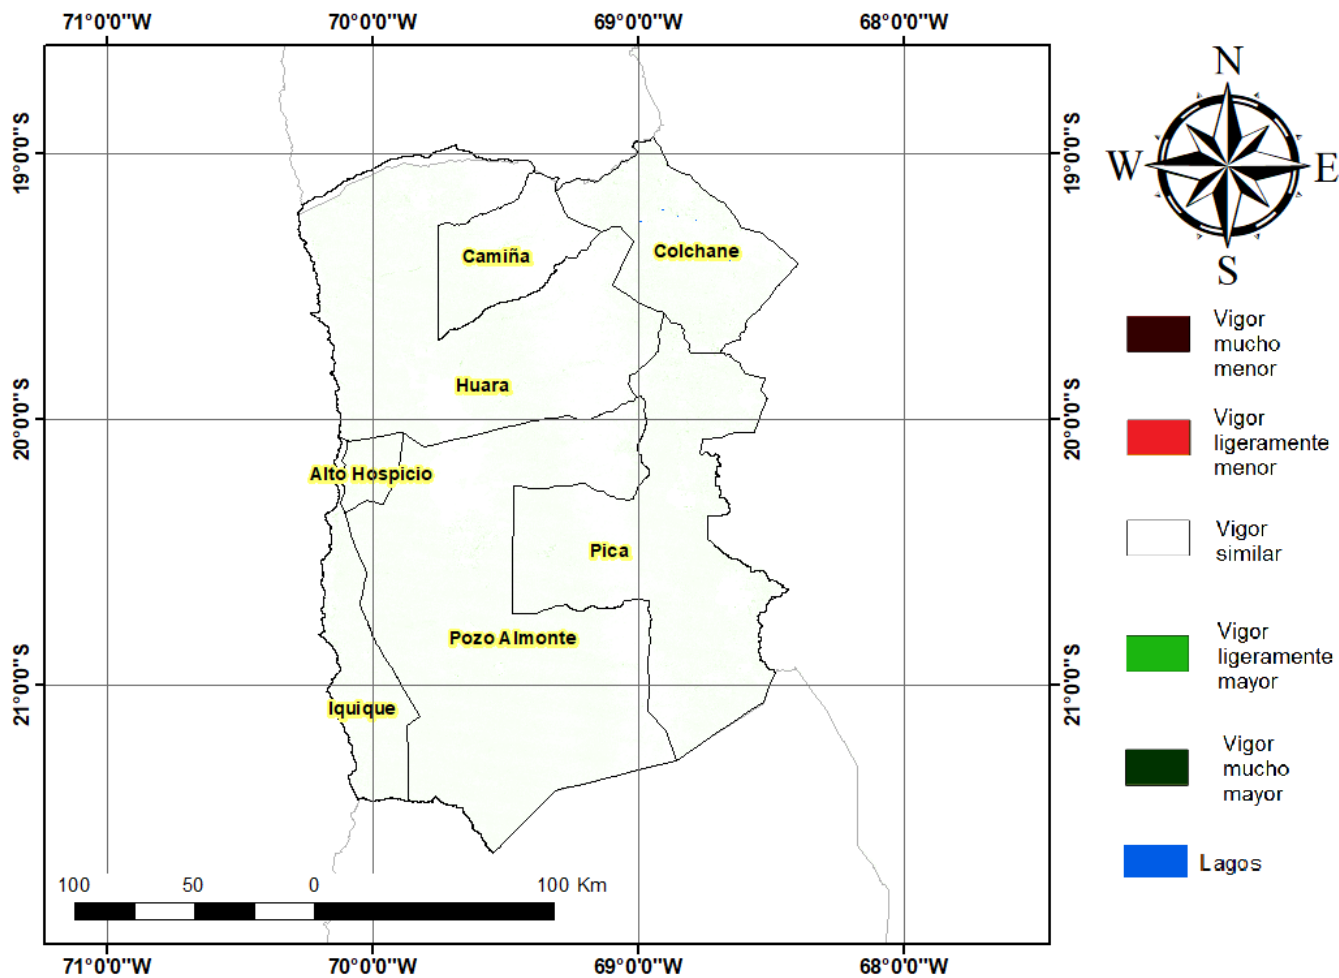 71°0'0"W 70°0'0"W 69°0'0"W 68°0'0"W
N
W E
S
19°0'0"S 19°0'0"S
20°0'0"S 20°0'0"S
21°0'0"S 21°0'0"S
Camiña
Colchane
Huara
Alto Hospicio
Pica
Pozo Almonte
Iquique
Vigor
mucho
menor
Vigor
ligeramente
menor
Vigor
similar
Vigor
ligeramente
mayor
Vigor
mucho
mayor
Lagos
100 50 0 100 Km
71°0'0"W 70°0'0"W 69°0'0"W 68°0'0"W